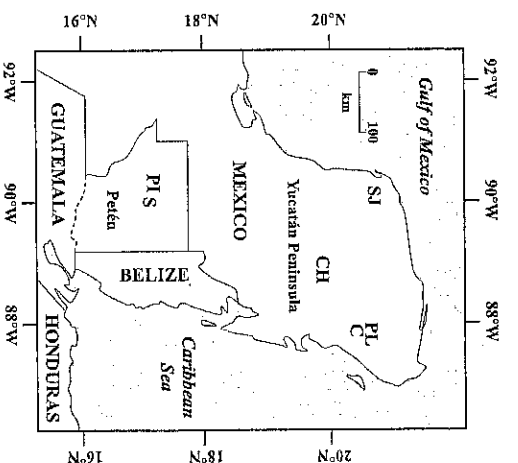 92°W 90°W 88°W
Gulf of Mexico
SJ
0 100
km
PL
C
20°N 20°N
CH
Yucatán Peninsula
MEXICO
18°N 18°N
Caribbean
Sea
BELIZE
PI S
Petén
16°N 16°N
GUATEMALA
HONDURAS
92°W 90°W 88°W